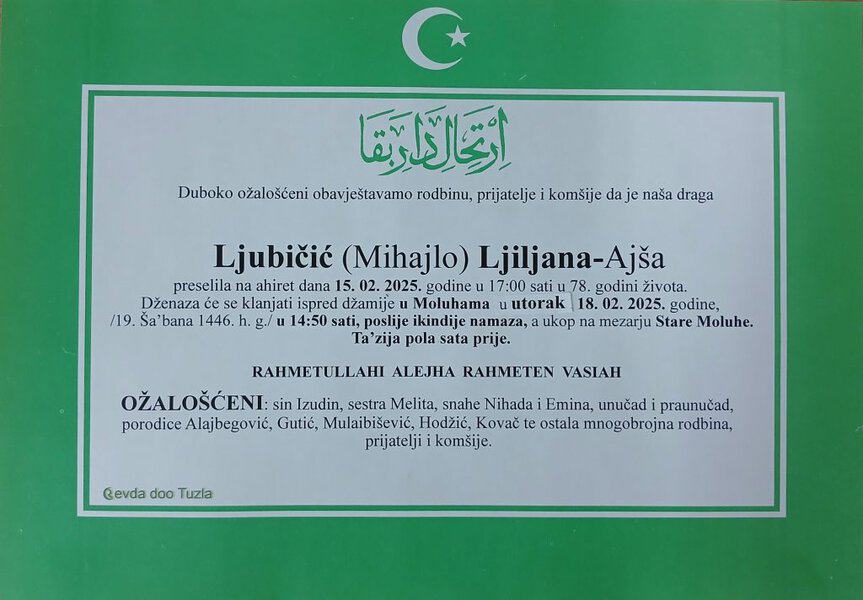 اِرْتِحَالِ دَارِ بَقَا
Duboko ožalošćeni obavještavamo rodbinu, prijatelje i komšije da je naša draga
Ljubičić (Mihajlo) Ljiljana-Ajša
preselila na ahiret dana 15. 02. 2025. godine u 17:00 sati u 78. godini života.
Dženaza će se klanjati ispred džamije u Moluhama u utorak 18. 02. 2025. godine,
/19. Ša'bana 1446. h. g./ u 14:50 sati, poslije ikindije namaza, a ukop na mezarju Stare Moluhe.
Ta'zija pola sata prije.
RAHMETULLAHI ALEJHA RAHMETEN VASIAH
OŽALOŠĆENI: sin Izudin, sestra Melita, snahe Nihada i Emina, unučad i praunučad,
porodice Alajbegović, Gutić, Mulaibišević, Hodžić, Kovač te ostala mnogobrojna rodbina,
prijatelji i komšije.
Qevda doo Tuzla